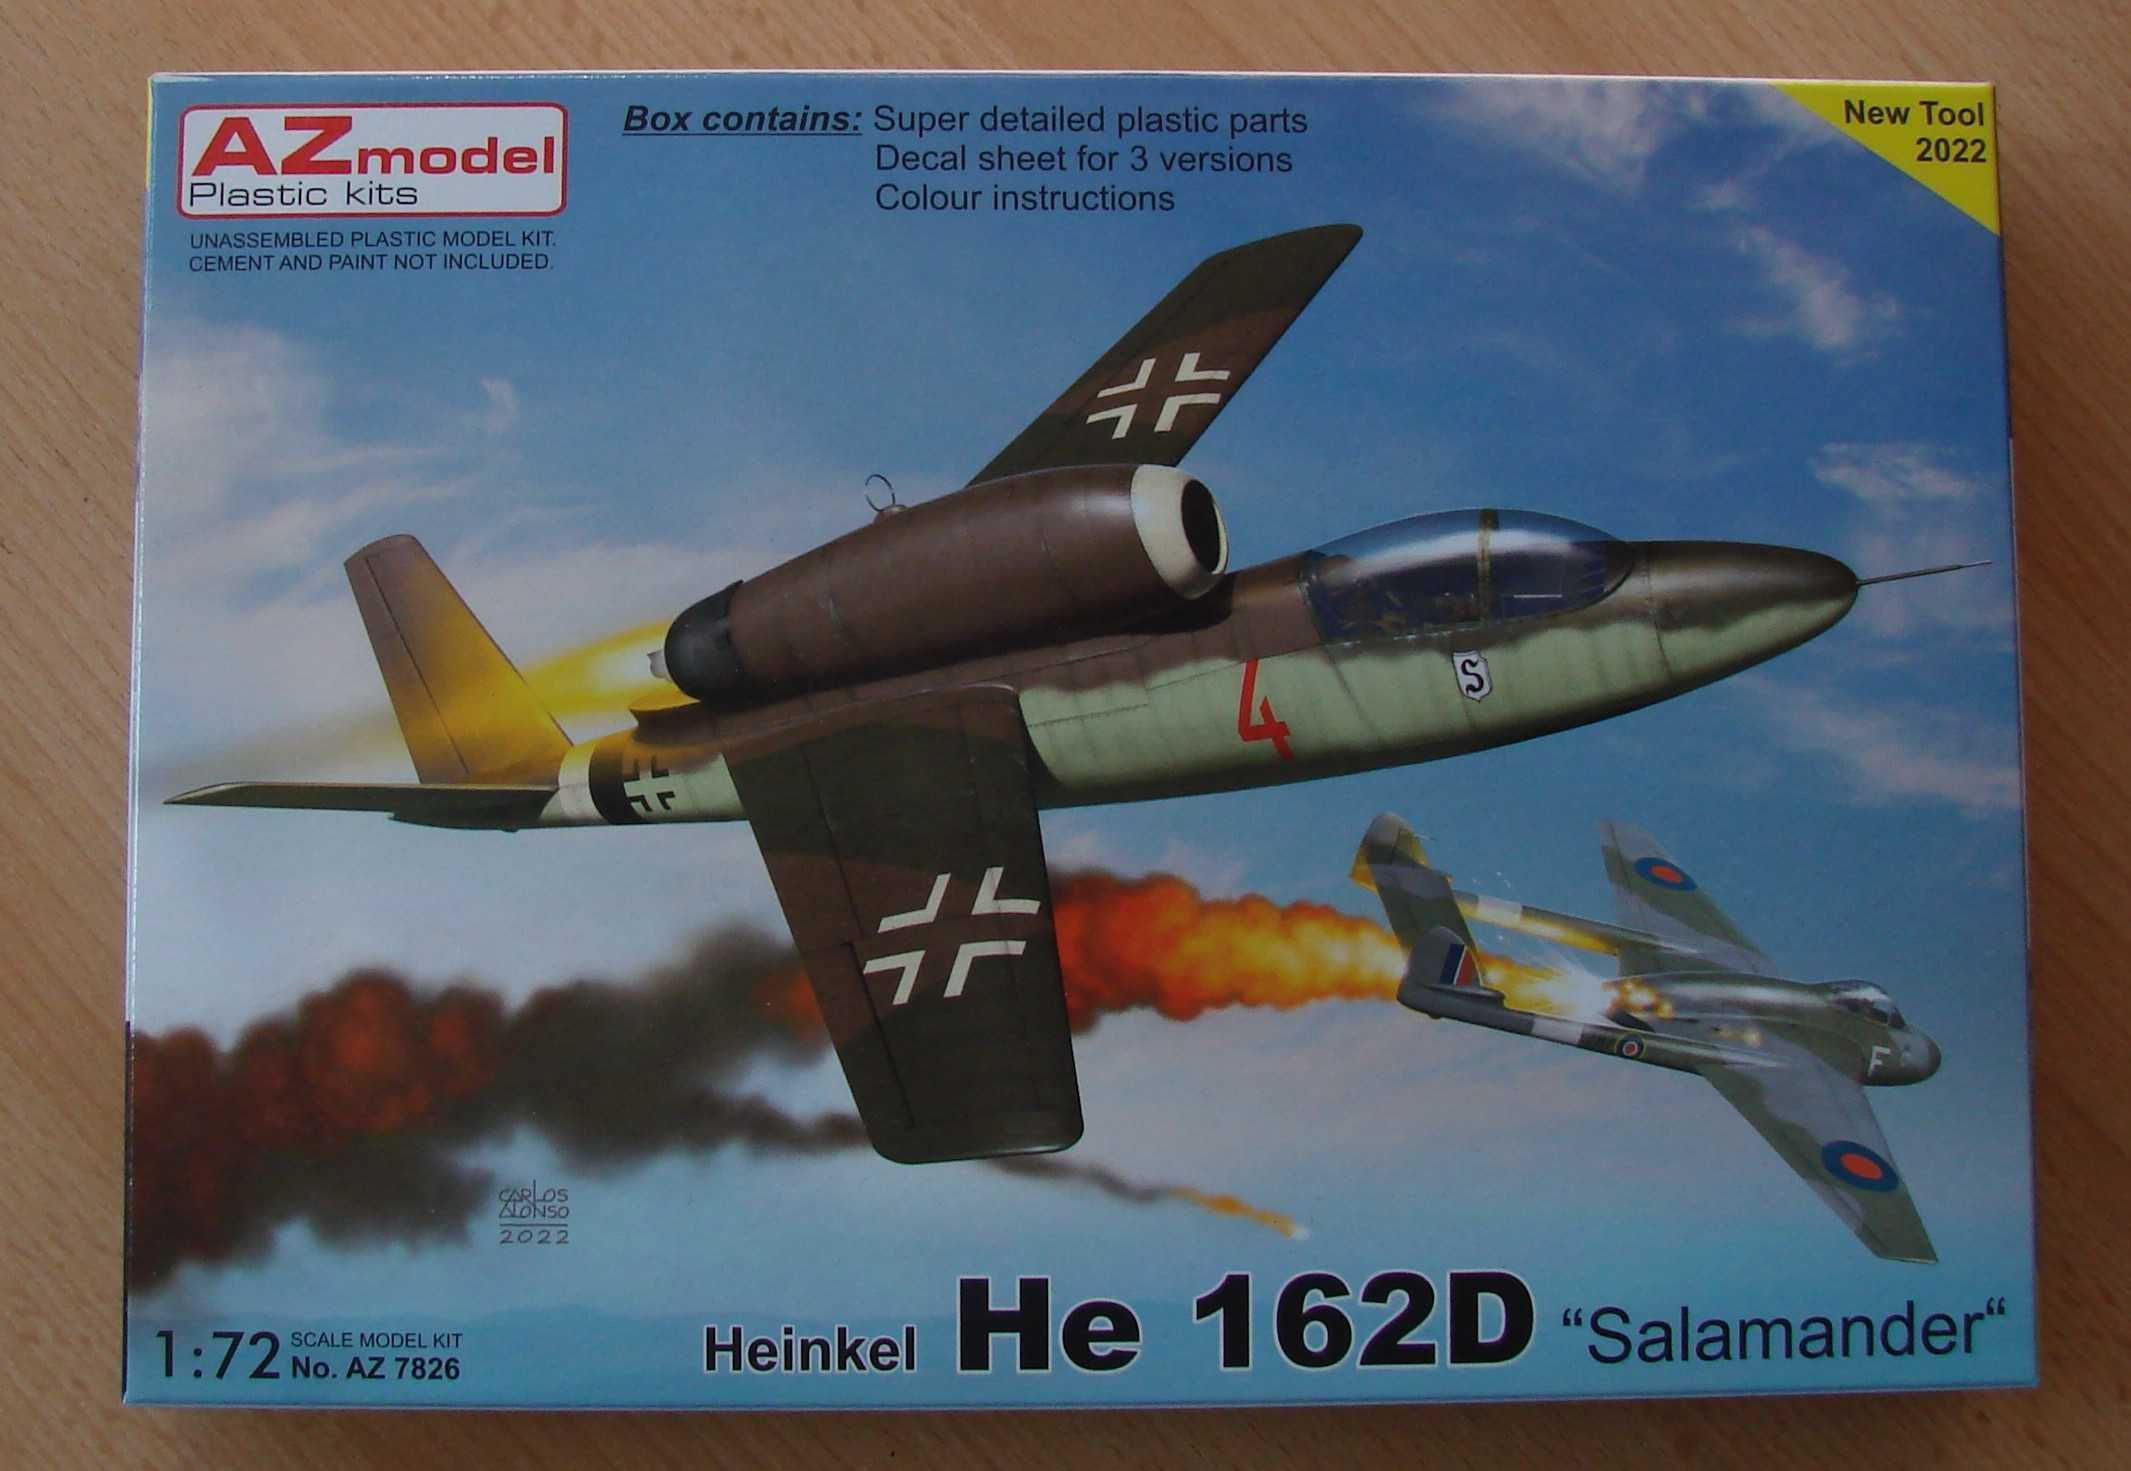 AZmodel
Plastic kits
UNASSEMBLED PLASTIC MODEL KIT.
CEMENT AND PAINT NOT INCLUDED.
Box contains: Super detailed plastic parts
Decal sheet for 3 versions
Colour instructions
New Tool
2022
S
4
F
CARLOS
ALONSO
2022
1:72 SCALE MODEL KIT
No. AZ 7826
Heinkel He 162D “Salamander“